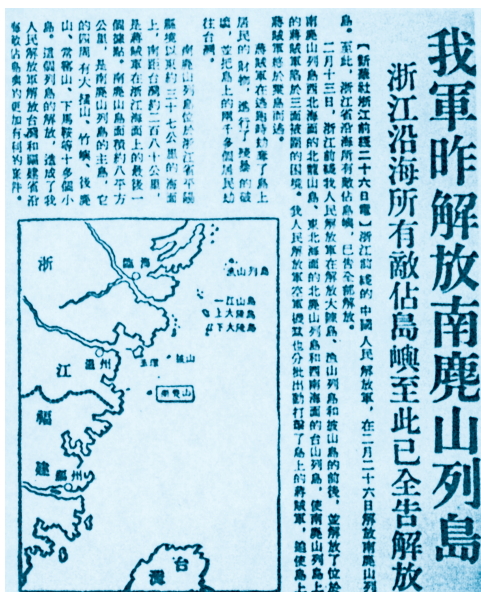 我軍昨解放南麂山列島
浙江沿海所有敵佔島嶼至此已全告解放
〔新華社浙江前綫二十六日電〕浙江前綫的中國人民解放軍,在二月二十六日解放南麂山列
島。至此,浙江省沿海所有敵佔島嶼,已告全部解放。
二月十三日,浙江前綫我人民解放軍在解放大陳島、漁山列島和披山島的前後,並解放了位於
南麂山列島西北海面的北龍山島、東北海面的北麂山列島和西南海面的台山列島,使南麂山列島上
的蔣賊軍陷於三面被圍的困境。我人民解放軍空軍機羣也分批出動打擊了島上的蔣賊軍,迫使島上
蔣賊軍終於棄島而逃。
蔣賊軍在逃跑時劫奪了島上
居民的財物,進行了殘暴的破
壞,並把島上的兩千多個居民劫
往台灣。
南麂山列島位於浙江省平陽
縣境以東約三十七公里的海面
上,南距台灣約二百八十公里,
是蔣賊軍在浙江海面上的最後一
個據點。南麂山島面積約八平方
公里,是南麂山列島的主島,它
的四周有大擂山、竹嶼、後麂
山、常壽山、下馬鞍等十多個小
島。這個列島的解放,造成了我
人民解放軍解放台灣和福建省沿
海敵佔島嶼的更加有利的條件。
浙江
臨海
漁山列島
一江山島
上大陳島
下大陳島
溫州
玉環
披山
南麂山
福建
福州
台灣